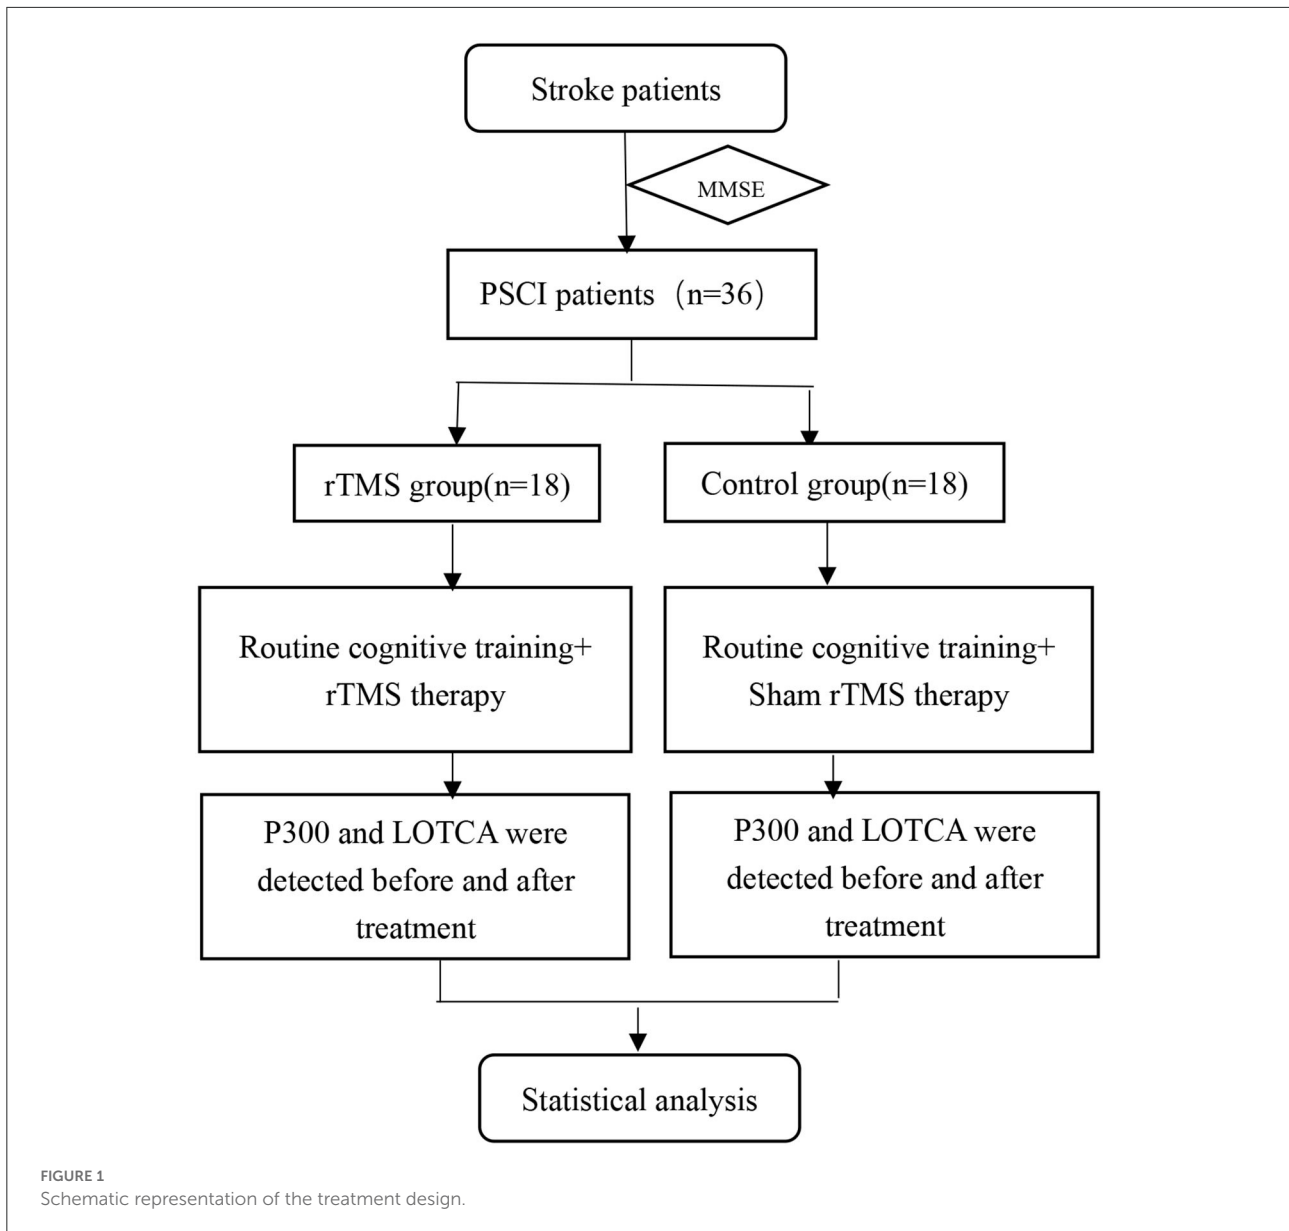 Stroke patients
MMSE
PSCI patients（n=36）
rTMS group(n=18)
Control group(n=18)
Routine cognitive training+
rTMS therapy
Routine cognitive training+
Sham rTMS therapy
P300 and LOTCA were
detected before and after
treatment
P300 and LOTCA were
detected before and after
treatment
Statistical analysis
FIGURE 1
Schematic representation of the treatment design.